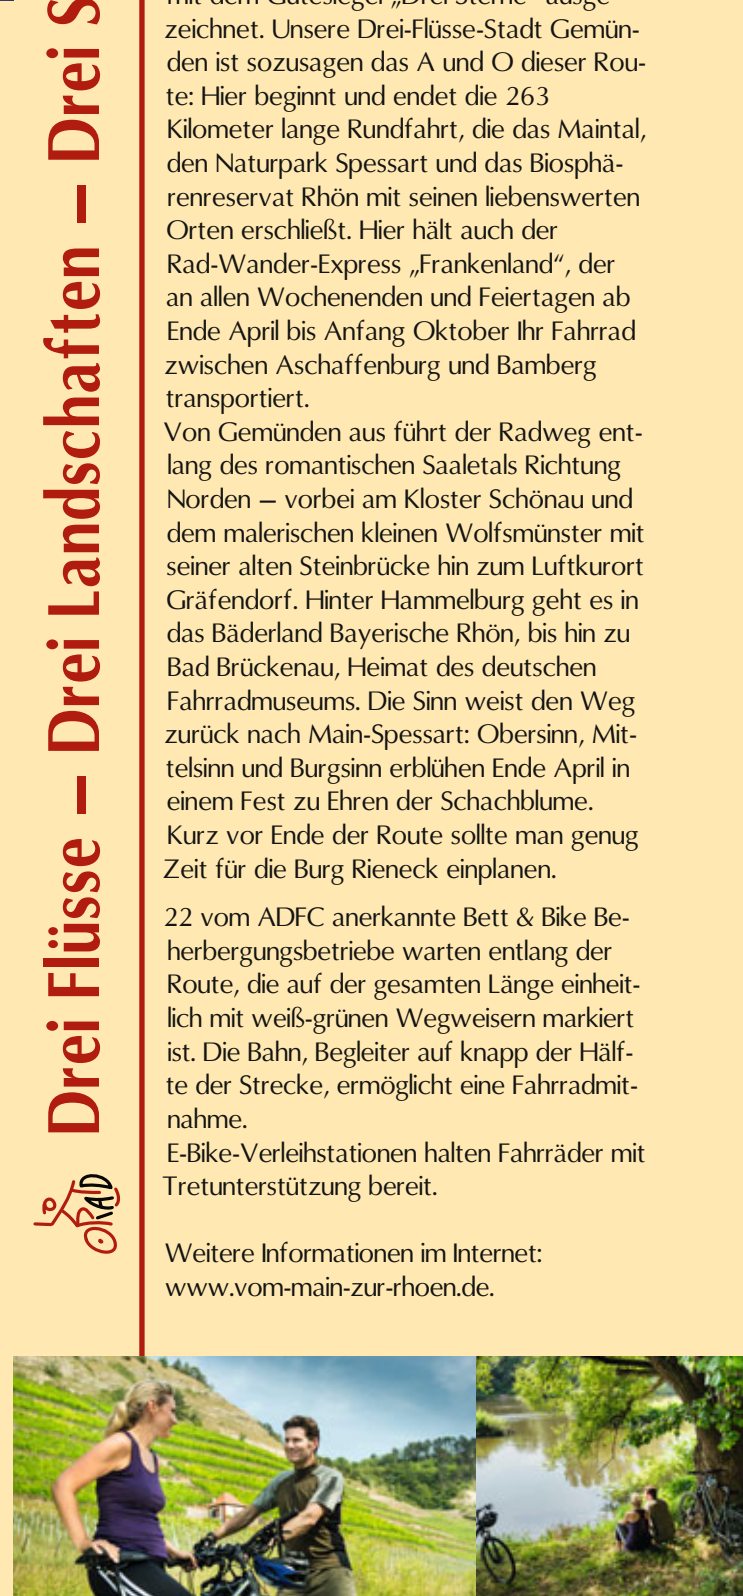 mit dem Gütesiegel „Drei Sterne“ ausge-
zeichnet. Unsere Drei-Flüsse-Stadt Gemün-
den ist sozusagen das A und O dieser Rou-
te: Hier beginnt und endet die 263
Kilometer lange Rundfahrt, die das Maintal,
den Naturpark Spessart und das Biosphä-
renreservat Rhön mit seinen liebenswerten
Orten erschließt. Hier hält auch der
Rad-Wander-Express „Frankenland“, der
an allen Wochenenden und Feiertagen ab
Ende April bis Anfang Oktober Ihr Fahrrad
zwischen Aschaffenburg und Bamberg
transportiert.
Von Gemünden aus führt der Radweg ent-
lang des romantischen Saaletals Richtung
Norden – vorbei am Kloster Schönau und
dem malerischen kleinen Wolfsmünster mit
seiner alten Steinbrücke hin zum Luftkurort
Gräfendorf. Hinter Hammelburg geht es in
das Bäderland Bayerische Rhön, bis hin zu
Bad Brückenau, Heimat des deutschen
Fahrradmuseums. Die Sinn weist den Weg
zurück nach Main-Spessart: Obersinn, Mit-
telsinn und Burgsinn erblühen Ende April in
einem Fest zu Ehren der Schachblume.
Kurz vor Ende der Route sollte man genug
Zeit für die Burg Rieneck einplanen.
22 vom ADFC anerkannte Bett & Bike Be-
herbergungsbetriebe warten entlang der
Route, die auf der gesamten Länge einheit-
lich mit weiß-grünen Wegweisern markiert
ist. Die Bahn, Begleiter auf knapp der Hälf-
te der Strecke, ermöglicht eine Fahrradmit-
nahme.
E-Bike-Verleihstationen halten Fahrräder mit
Tretunterstützung bereit.
Weitere Informationen im Internet:
www.vom-main-zur-rhoen.de.
Drei Flüsse – Drei Landschaften – Drei S